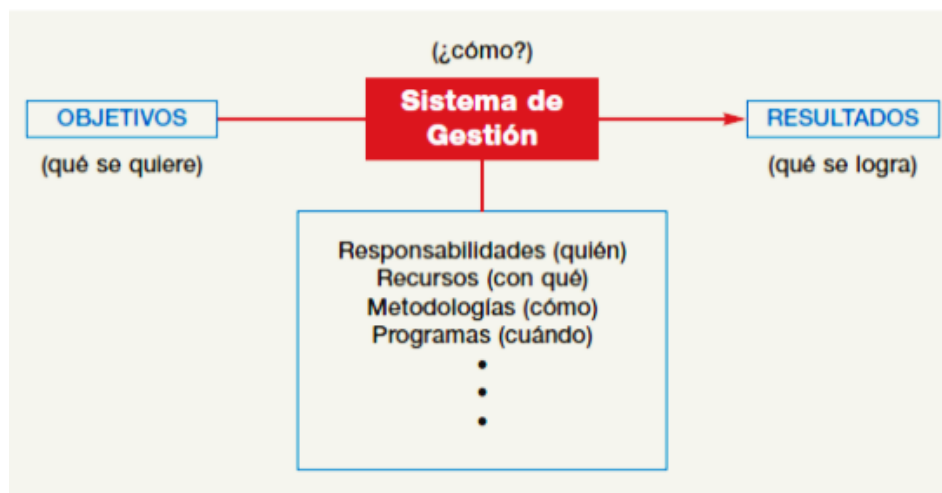 (¿cómo?)
Sistema de
Gestión
OBJETIVOS
(qué se quiere)
RESULTADOS
(qué se logra)
Responsabilidades (quién)
Recursos (con qué)
Metodologías (cómo)
Programas (cuándo)
•
•
•